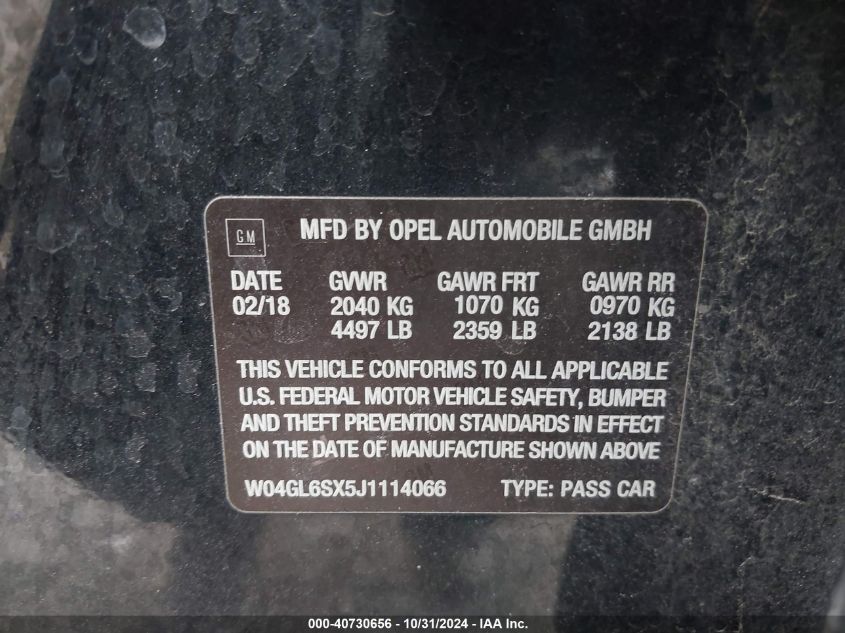 GM MFD BY OPEL AUTOMOBILE GMBH
DATE GVWR GAWR FRT GAWR RR
02/18 2040 KG 1070 KG 0970 KG
4497 LB 2359 LB 2138 LB
THIS VEHICLE CONFORMS TO ALL APPLICABLE
U.S. FEDERAL MOTOR VEHICLE SAFETY, BUMPER
AND THEFT PREVENTION STANDARDS IN EFFECT
ON THE DATE OF MANUFACTURE SHOWN ABOVE
W04GL6SX5J1114066 TYPE: PASS CAR
000-40730656 - 10/31/2024 - IAA Inc.